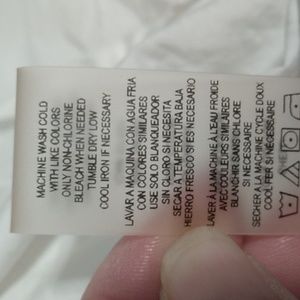 MACHINE WASH COLD
WITH LIKE COLORS
ONLY NON-CHLORINE
BLEACH WHEN NEEDED
TUMBLE DRY LOW
COOL IRON IF NECESSARY
LAVAR A MAQUINA CON AGUA FRIA
CON COLORES SIMILARES
USE SOLO BLANQUEADOR
SIN CLORO SI NECESITA
SECAR A TEMPERATURA BAJA
HIERRO FRESCO SI ES NECESARIO
LAVER À LA MACHINE À L'EAU FROIDE
AVEC COULEURS SIMILAIRES
BLANCHIR SANS CHLORE
SI NECESSAIRE
SECHER À LA MACHINE CYCLE DOUX
COOL FER SI NECESSAIRE